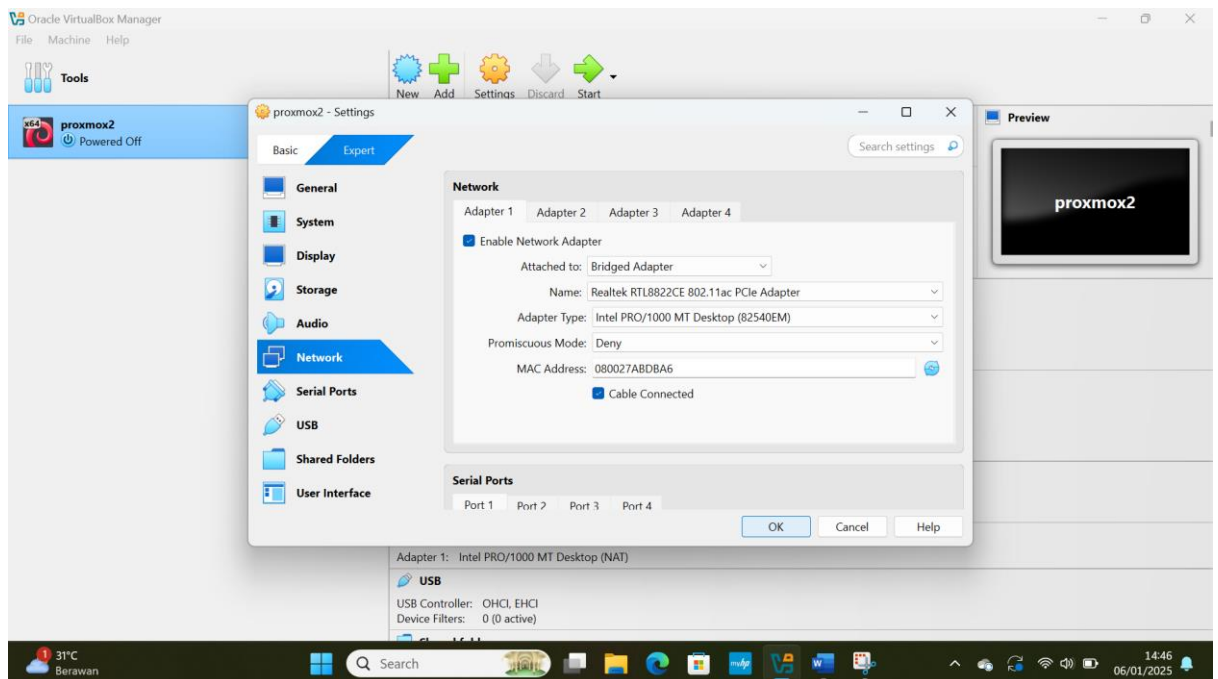 Oracle VirtualBox Manager
File Machine Help
Tools
New Add Settings Discard Start
x64
proxmox2
Powered Off
proxmox2 - Settings
Basic Expert Search settings
General
System
Display
Storage
Audio
Network
Serial Ports
USB
Shared Folders
User Interface
Network
Adapter 1 Adapter 2 Adapter 3 Adapter 4
Enable Network Adapter
Attached to: Bridged Adapter
Name: Realtek RTL8822CE 802.11ac PCIe Adapter
Adapter Type: Intel PRO/1000 MT Desktop (82540EM)
Promiscuous Mode: Deny
MAC Address: 080027ABDBA6
Cable Connected
Serial Ports
Port 1 Port 2 Port 3 Port 4
OK Cancel Help
Preview
proxmox2
Adapter 1: Intel PRO/1000 MT Desktop (NAT)
USB
USB Controller: OHCI, EHCI
Device Filters: 0 (0 active)
1
31°C
Berawan
Search
14:46
06/01/2025